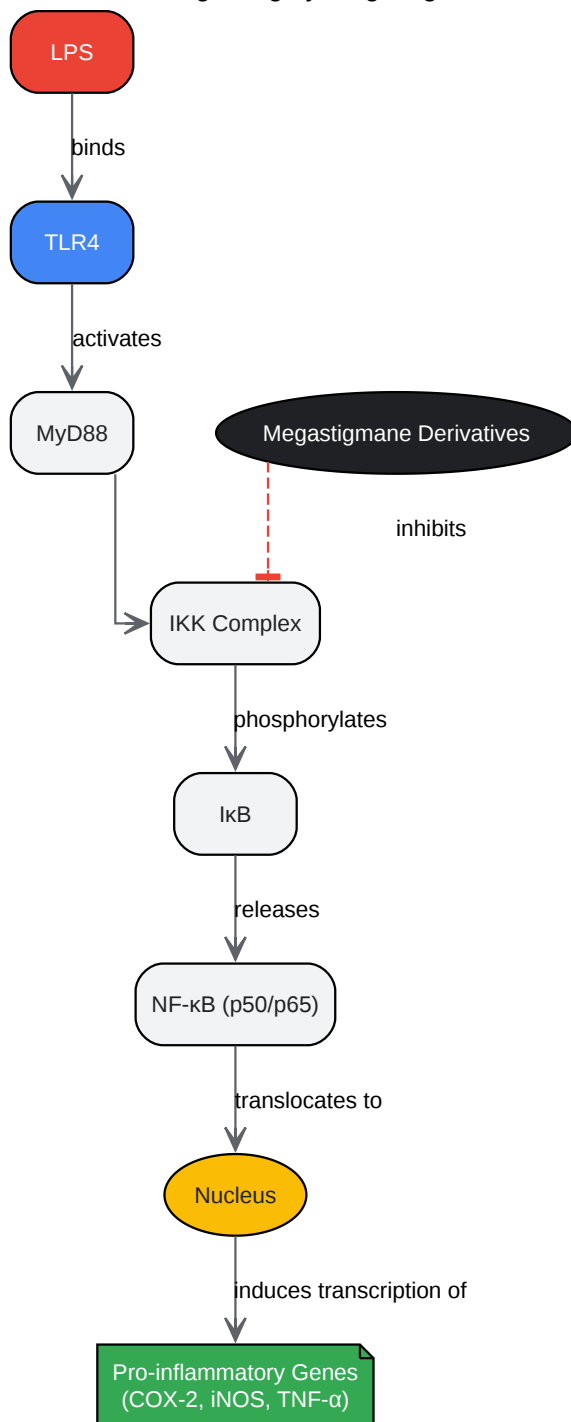 LPS
binds
TLR4
activates
MyD88
Megastigmane Derivatives
inhibits
IKK Complex
phosphorylates
IκB
releases
NF-κB (p50/p65)
translocates to
Nucleus
induces transcription of
Pro-inflammatory Genes
(COX-2, iNOS, TNF-α)